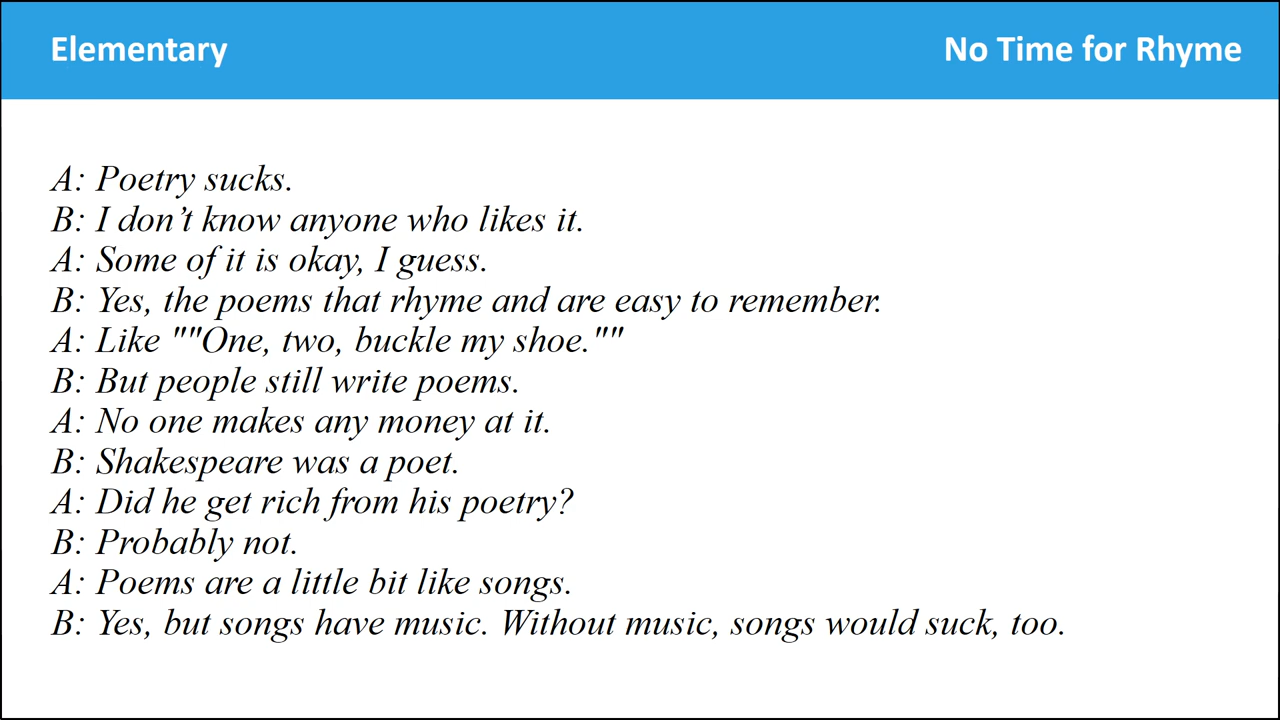 Elementary
No Time for Rhyme
A: Poetry sucks.
B: I don’t know anyone who likes it.
A: Some of it is okay, I guess.
B: Yes, the poems that rhyme and are easy to remember.
A: Like ""One, two, buckle my shoe.""
B: But people still write poems.
A: No one makes any money at it.
B: Shakespeare was a poet.
A: Did he get rich from his poetry?
B: Probably not.
A: Poems are a little bit like songs.
B: Yes, but songs have music. Without music, songs would suck, too.